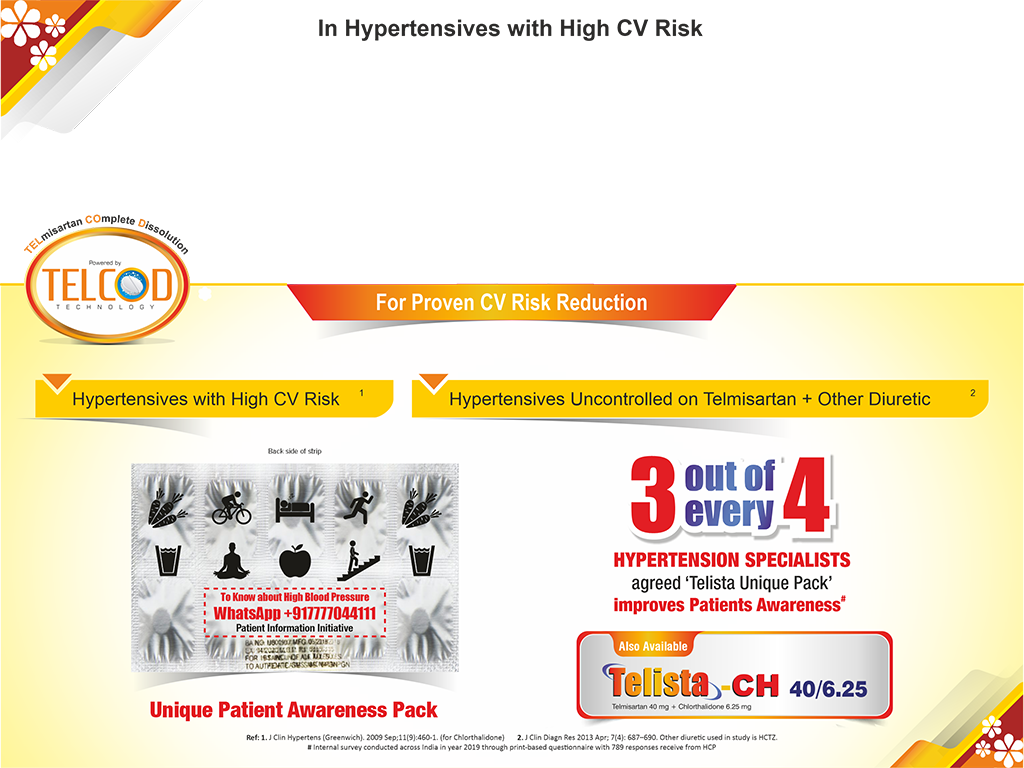 In Hypertensives with High CV Risk
TELmisartan COmplete Dissolution
Powered by
TELCOD
TECHNOLOGY
For Proven CV Risk Reduction
Hypertensives with High CV Risk 1
Hypertensives Uncontrolled on Telmisartan + Other Diuretic 2
Back side of strip
To Know about High Blood Pressure
WhatsApp +917777044111
Patient Information Initiative
Unique Patient Awareness Pack
3 out of every 4
HYPERTENSION SPECIALISTS
agreed ‘Telista Unique Pack’
improves Patients Awareness#
Also Available
Telista-CH 40/6.25
Telmisartan 40 mg + Chlorthalidone 6.25 mg
Ref: 1. J Clin Hypertens (Greenwich). 2009 Sep;11(9):460-1. (for Chlorthalidone) 2. J Clin Diagn Res 2013 Apr; 7(4): 687–690. Other diuretic used in study is HCTZ.
# Internal survey conducted across India in year 2019 through print-based questionnaire with 789 responses receive from HCP